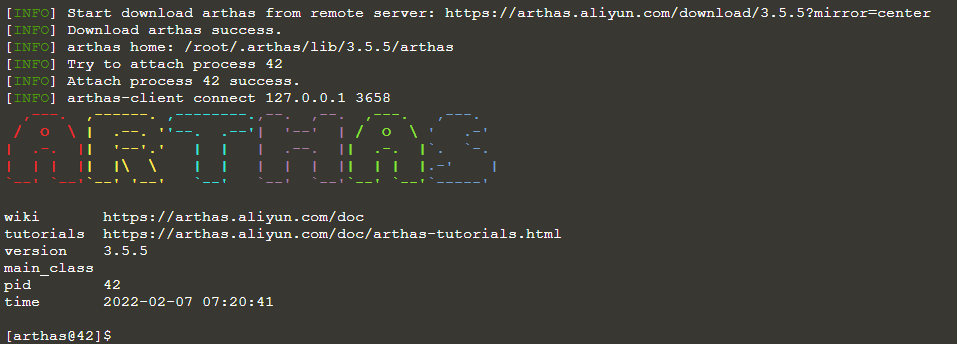 [INFO] Start download arthas from remote server: https://arthas.aliyun.com/download/3.5.5?mirror=center
[INFO] Download arthas success.
[INFO] arthas home: /root/.arthas/lib/3.5.5/arthas
[INFO] Try to attach process 42
[INFO] Attach process 42 success.
[INFO] arthas-client connect 127.0.0.1 3658
ARTHAS
wiki https://arthas.aliyun.com/doc
tutorials https://arthas.aliyun.com/doc/arthas-tutorials.html
version 3.5.5
main_class
pid 42
time 2022-02-07 07:20:41
[arthas@42]$